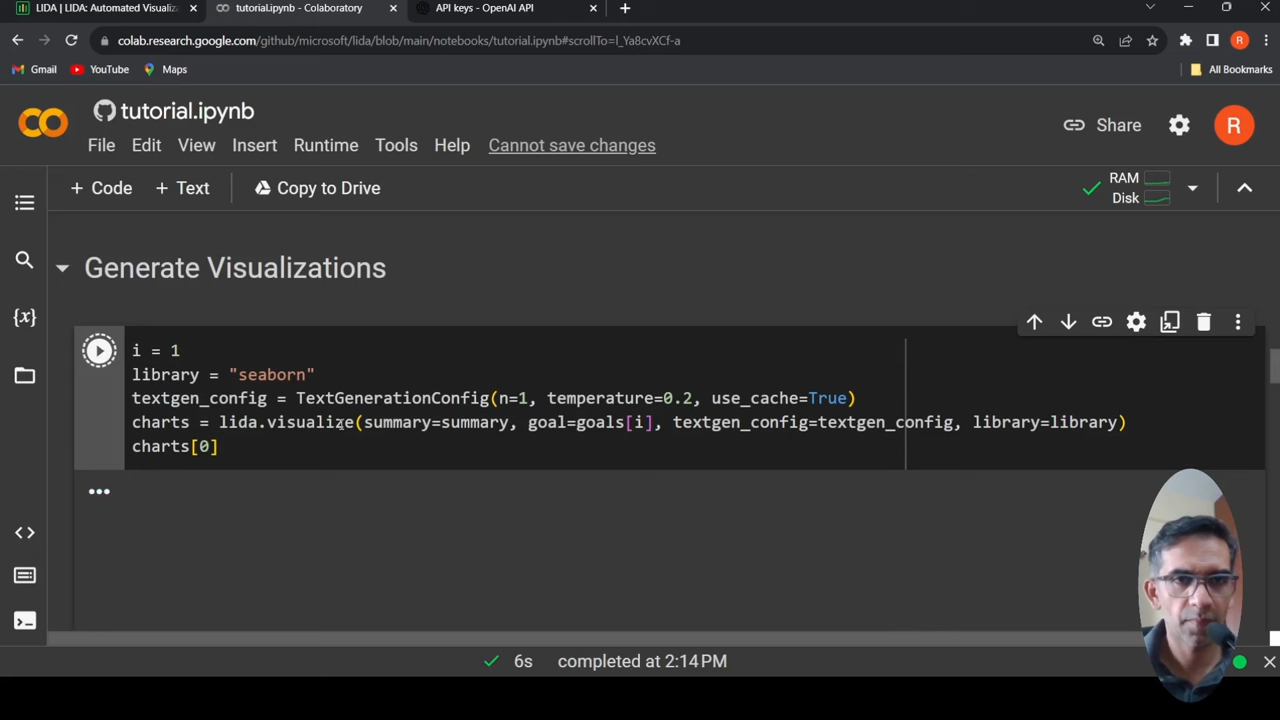 LIDA | LIDA: Automated Visualiz
tutorial.ipynb - Colaboratory
API keys - OpenAI API
colab.research.google.com/github/microsoft/lida/blob/main/notebooks/tutorial.ipynb#scrollTo=l_Ya8cvXCf-a
R
Gmail
YouTube
Maps
All Bookmarks
tutorial.ipynb
Share
R
File Edit View Insert Runtime Tools Help Cannot save changes
+ Code + Text Copy to Drive
RAM
Disk
Generate Visualizations
{x}
i = 1
library = "seaborn"
textgen_config = TextGenerationConfig(n=1, temperature=0.2, use_cache=True)
charts = lida.visualize(summary=summary, goal=goals[i], textgen_config=textgen_config, library=library)
charts[0]
6s completed at 2:14 PM